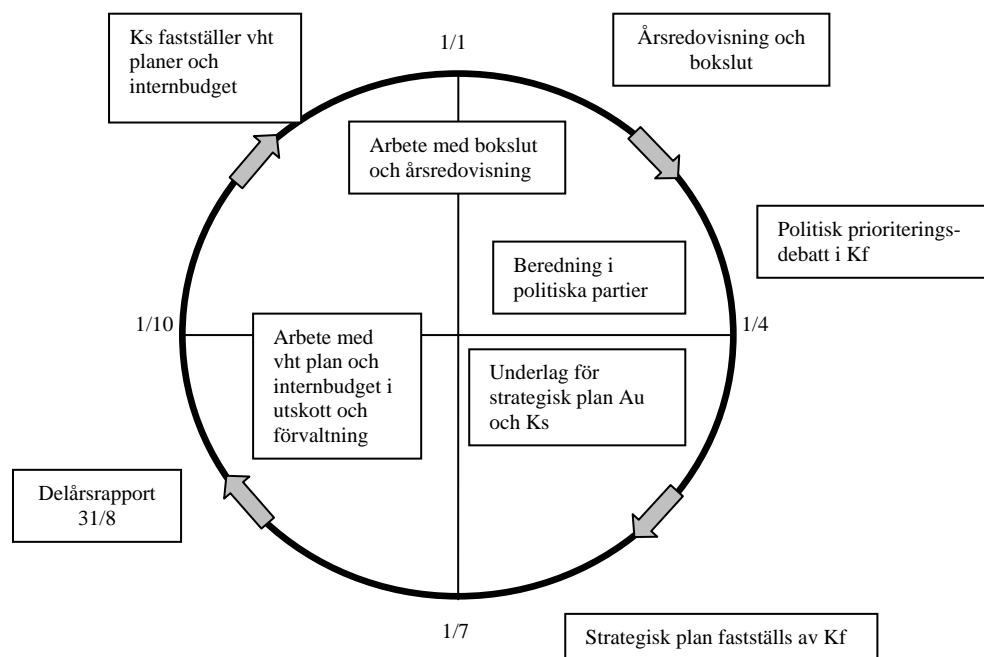 Ks fastställer vht
planer och
internbudget
1/1
Årsredovisning och
bokslut
Arbete med bokslut
och årsredovisning
Politisk prioriterings-
debatt i Kf
Beredning i
politiska partier
1/10
1/4
Arbete med
vht plan och
internbudget i
utskott och
förvaltning
Underlag för
strategisk plan Au
och Ks
Delårsrapport
31/8
1/7
Strategisk plan fastställs av Kf